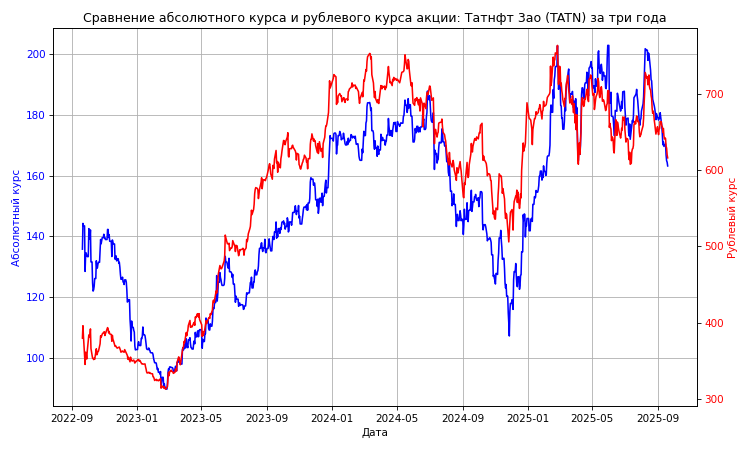 Сравнение абсолютного курса и рублевого курса акции: Татнфт 3ао (TATN) за три года
200
180
160
140
120
100
Абсолютный курс
700
600
500
400
300
Рублевый курс
2022-09 2023-01 2023-05 2023-09 2024-01 2024-05 2024-09 2025-01 2025-05 2025-09
Дата